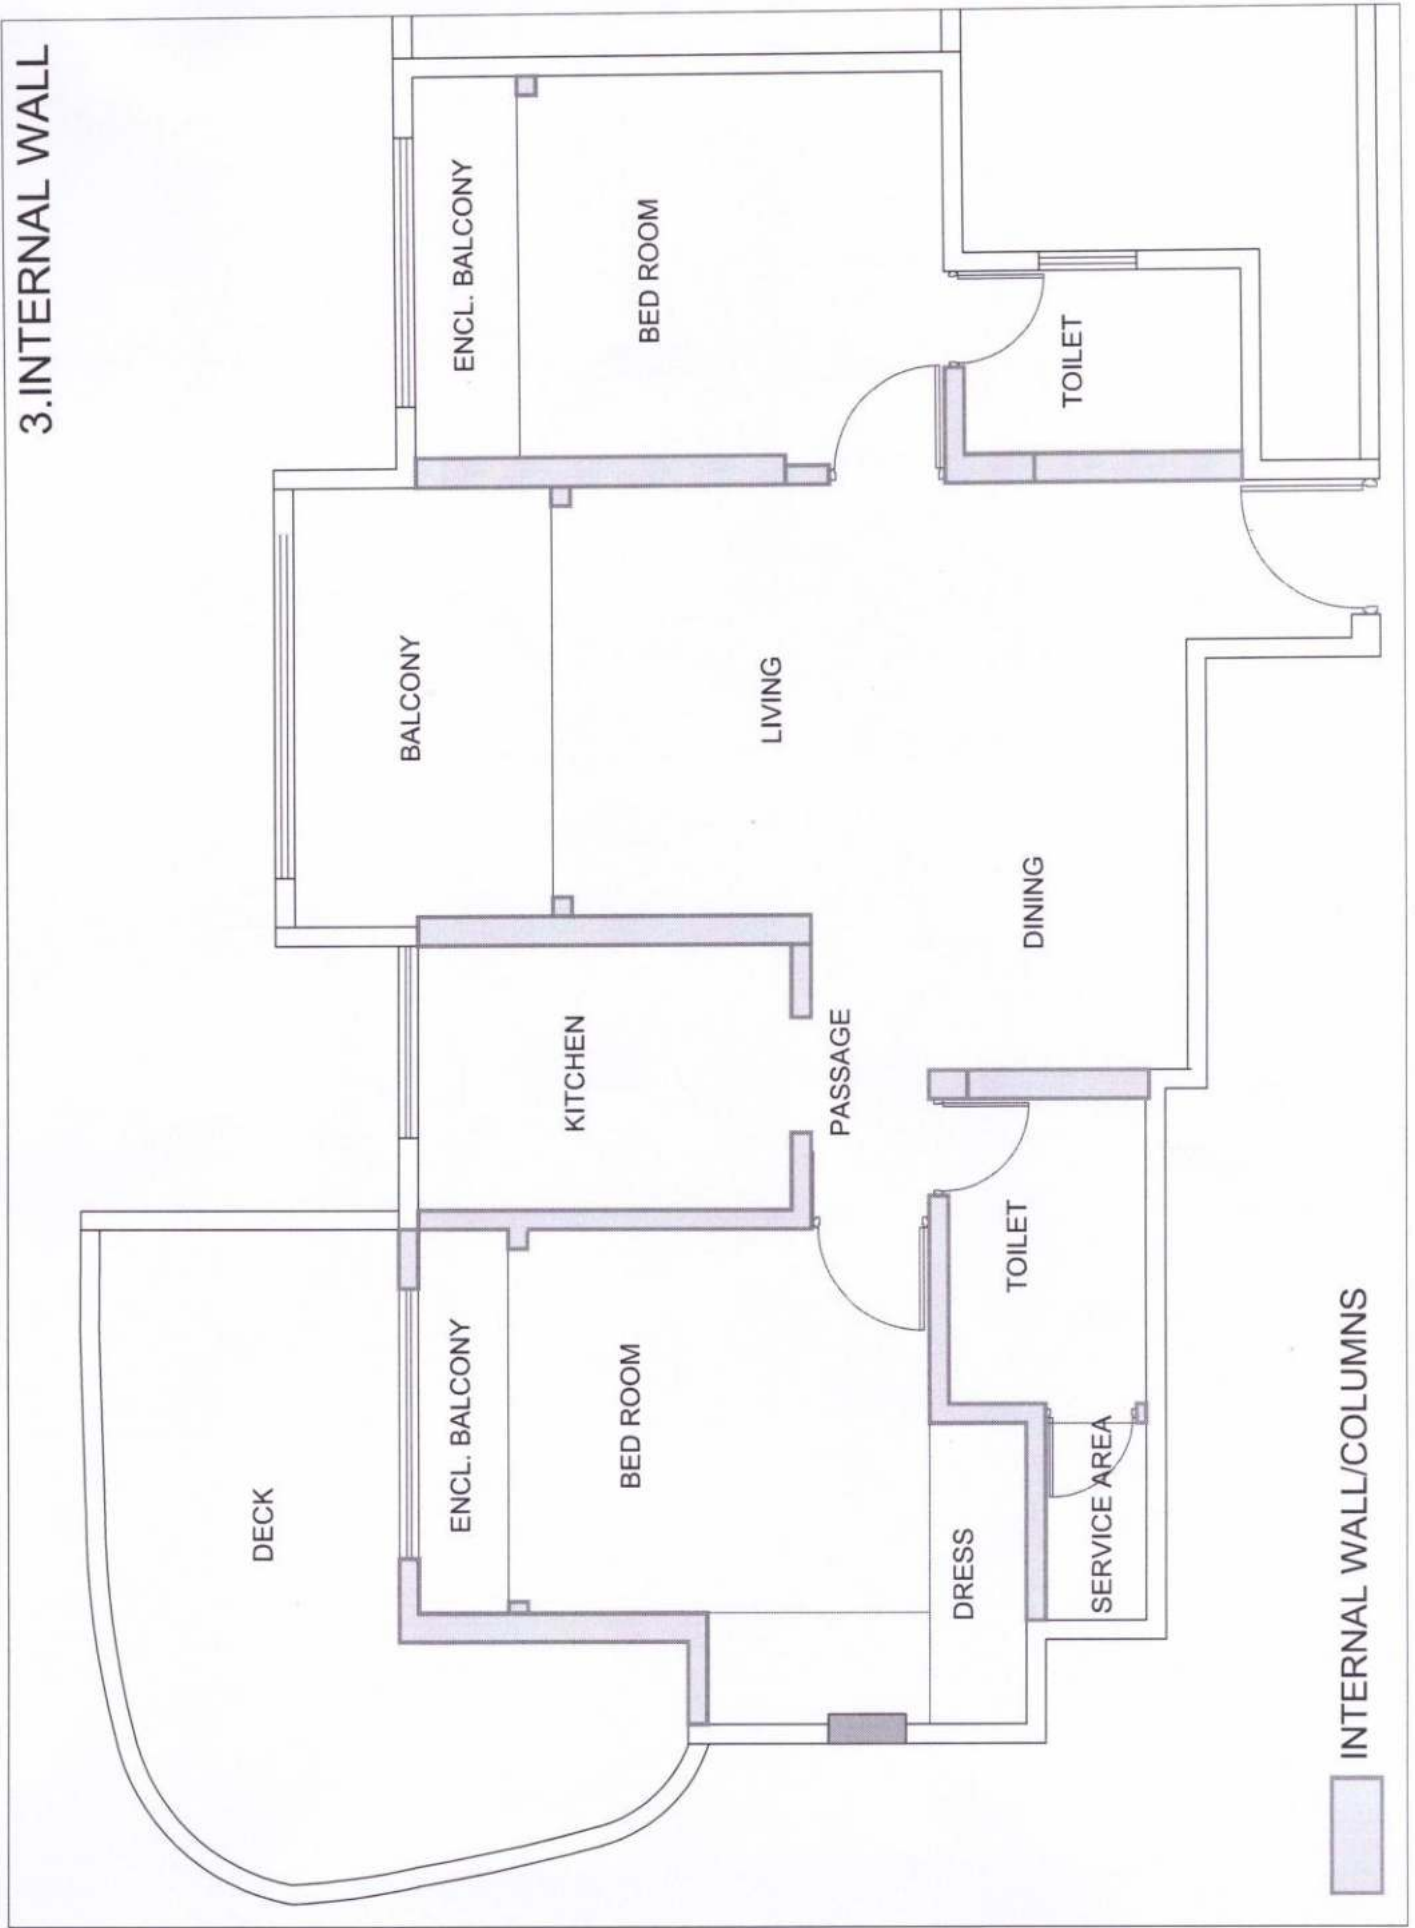 3.INTERNAL WALL
DECK
ENCL. BALCONY
BED ROOM
DRESS
SERVICE AREA
TOILET
KITCHEN
PASSAGE
BALCONY
LIVING
DINING
ENCL. BALCONY
BED ROOM
TOILET
INTERNAL WALL/COLUMNS